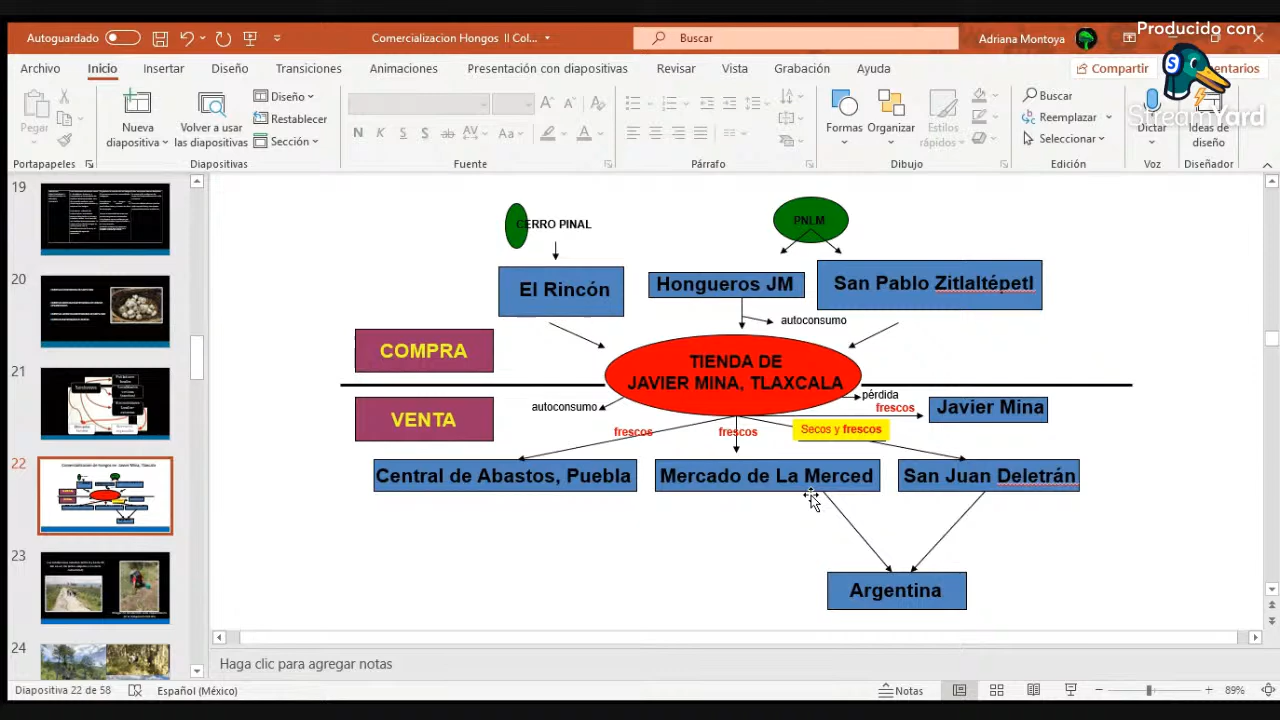 Producido con
StreamYard
Autoguardado
Comercializacion Hongos II Col...
Buscar
Adriana Montoya
Archivo
Inicio
Insertar
Diseño
Transiciones
Animaciones
Presentación con diapositivas
Revisar
Vista
Grabación
Ayuda
Compartir
Pegar
Nueva
diapositiva
Volver a usar
las diapositivas
Diseño
Restablecer
Sección
N K S S ab AV Aa
Formas
Organizar
Estilos
rápidos
Buscar
Reemplazar
Seleccionar
Dictar
Ideas de
diseño
Portapapeles
Diapositivas
Fuente
Párrafo
Dibujo
Edición
Voz
Diseñador
19
20
21
22
23
24
CERRO PINAL
PNLM
El Rincón
Hongueros JM
San Pablo Zitlaltépetl
autoconsumo
COMPRA
TIENDA DE
JAVIER MINA, TLAXCALA
VENTA
autoconsumo
pérdida
frescos
Javier Mina
frescos
frescos
Secos y frescos
Central de Abastos, Puebla
Mercado de La Merced
San Juan Deletrán
Argentina
Haga clic para agregar notas
Diapositiva 22 de 58
Español (México)
Notas
89%